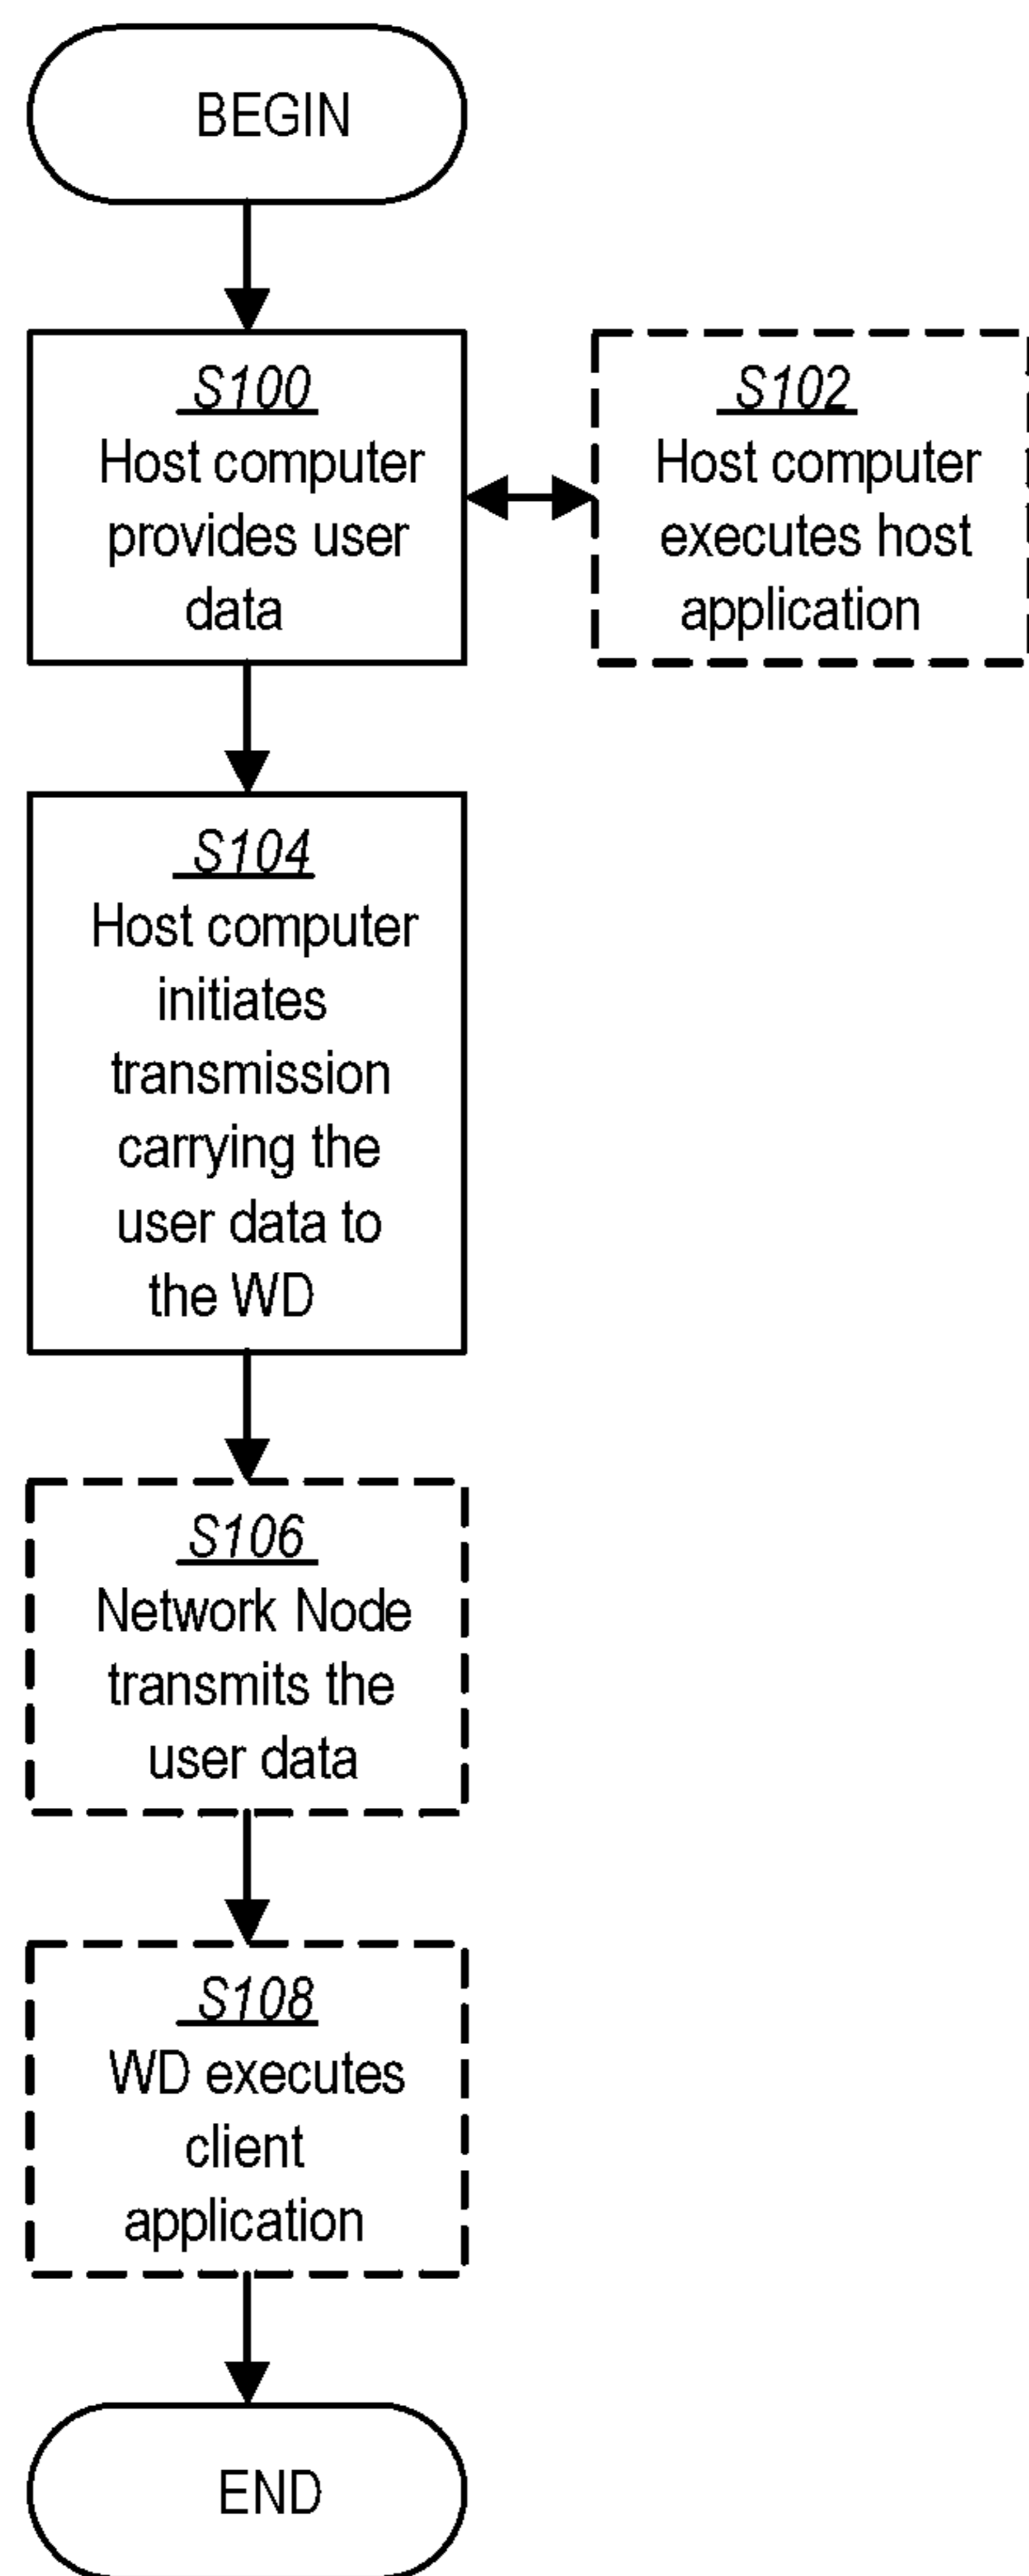 BEGIN
S100
Host computer
provides user
data
S102
Host computer
executes host
application
S104
Host computer
initiates
transmission
carrying the
user data to
the WD
S106
Network Node
transmits the
user data
S108
WD executes
client
application
END